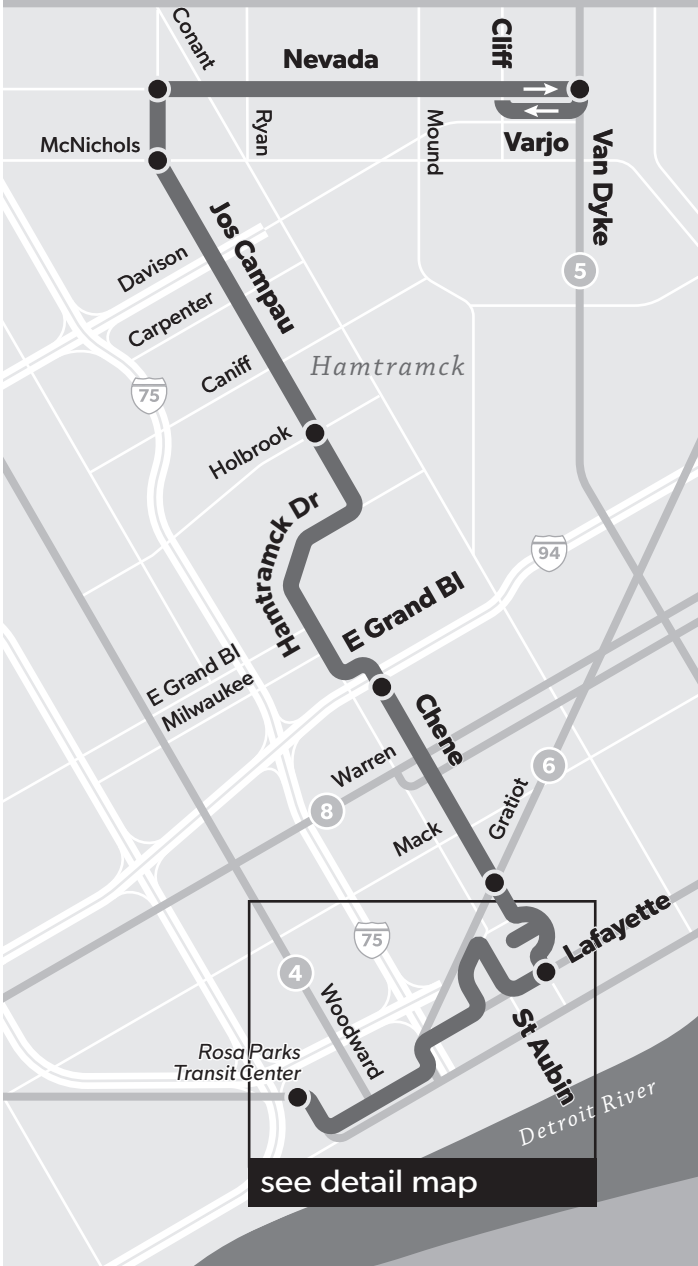 Conant
Nevada
Cliff
McNichols
Ryan
Mound
Varjo
Van Dyke
Jos Campau
Davison
5
Carpenter
75
Caniff
Hamtramck
Holbrook
Hamtramck Dr
94
E Grand Bl
E Grand Bl
Milwaukee
Chene
Warren
6
8
Gratiot
Mack
75
Lafayette
4
Woodward
St Aubin
Rosa Parks
Transit Center
Detroit River
see detail map